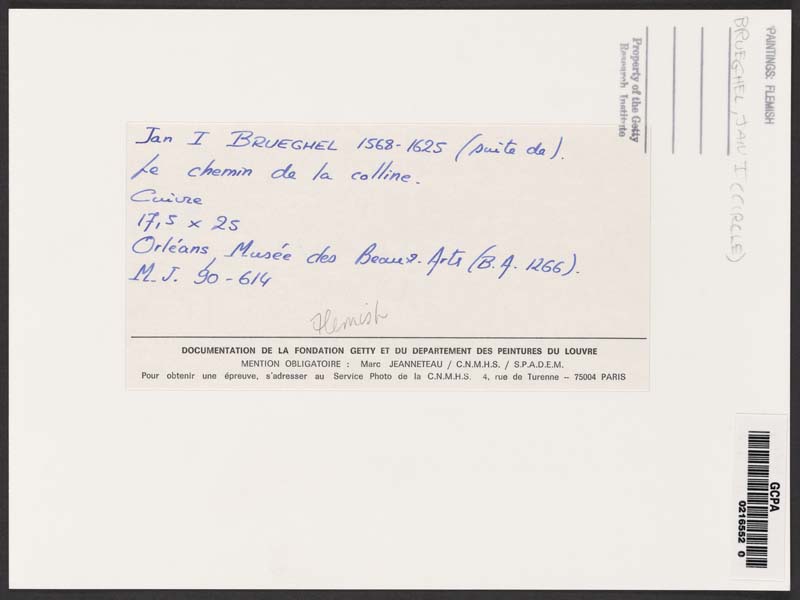 Jan I BRUEGHEL 1568-1625 (suite de).
Le chemin de la colline.
Cuivre
17,5 x 25
Orléans, Musée des Beaux-Arts (B.A. 1266).
M.J. 90-614
Flemish
DOCUMENTATION DE LA FONDATION GETTY ET DU DEPARTEMENT DES PEINTURES DU LOUVRE
MENTION OBLIGATOIRE : Marc JEANNETEAU / C.N.M.H.S. / S.P.A.D.E.M.
Pour obtenir une épreuve, s'adresser au Service Photo de la C.N.M.H.S. 4, rue de Turenne – 75004 PARIS
Property of the Getty
Research Institute
PAINTINGS: FLEMISH
BRUEGHEL, JAN I (CIRCLE)
GCPA
0216552 0